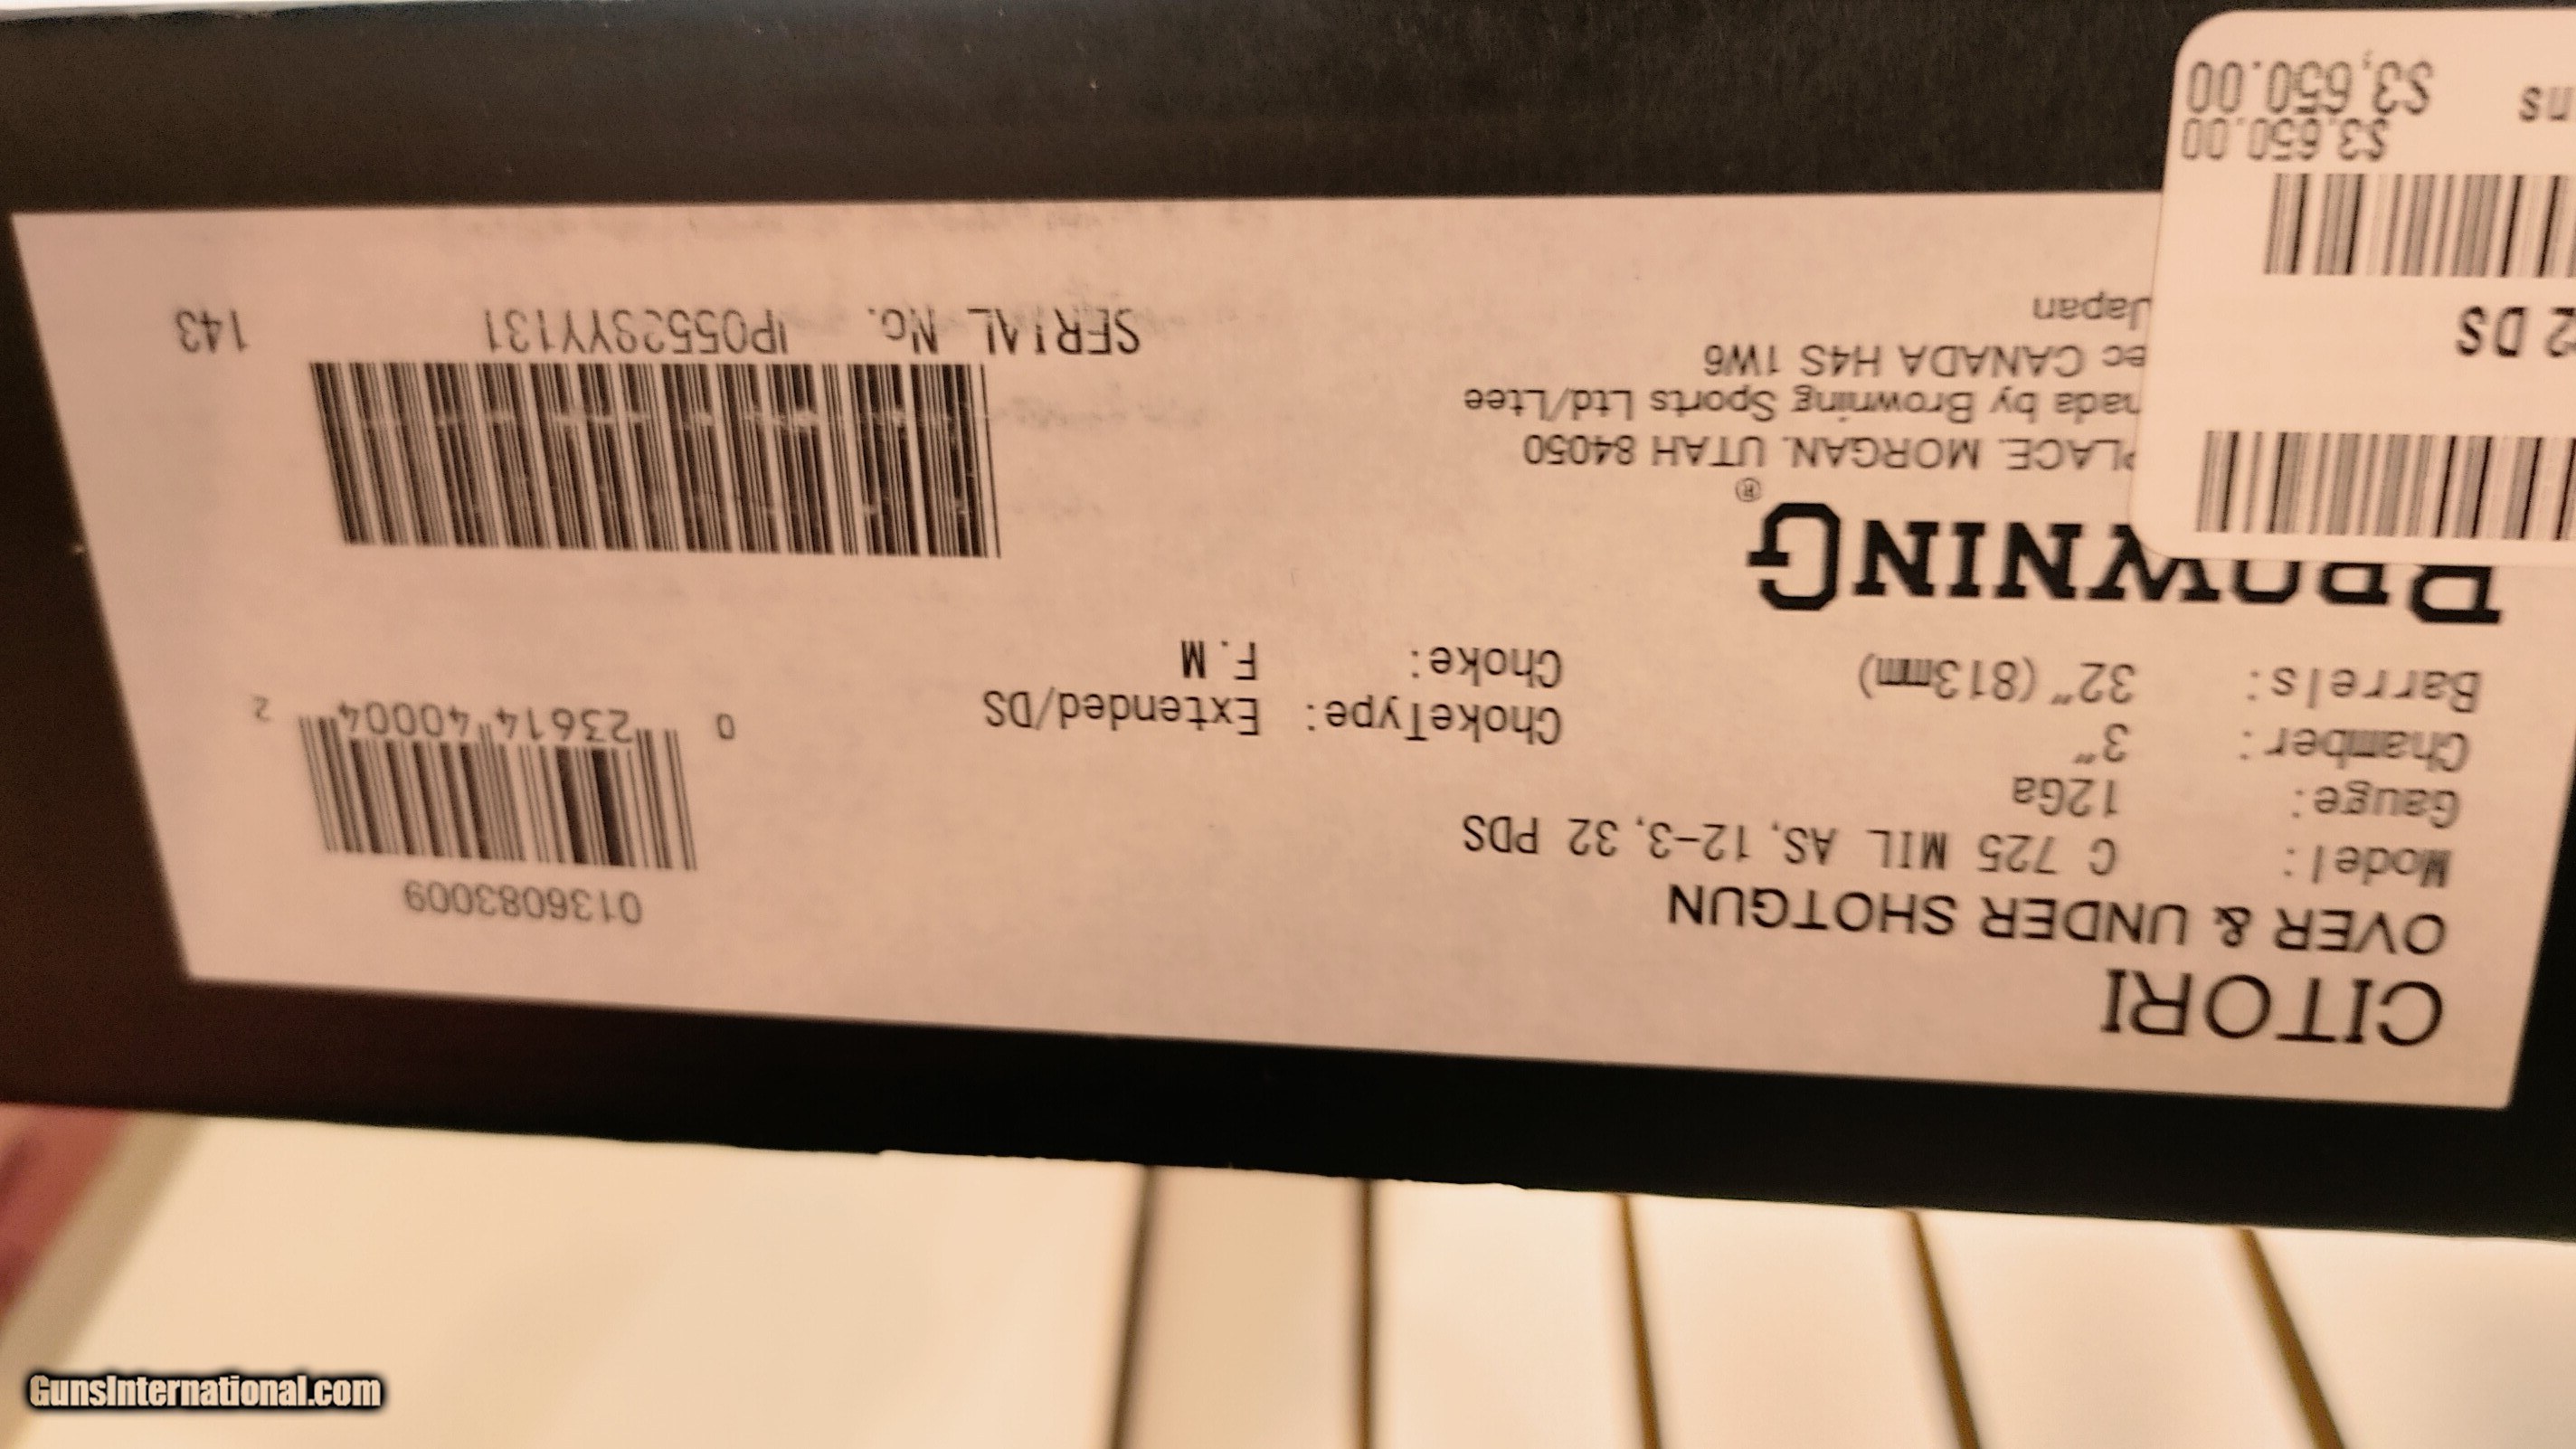 CITORI
OVER & UNDER SHOTGUN
Model: C 725 MIL AS, 12-3, 32 PDS
Gauge: 12Ga
Chamber: 3"
Barrels: 32" (813mm)
ChokeType: Extended/DS
Choke: F.M
0136083009
0 23614 40004 2
BROWNING®
PLACE, MORGAN, UTAH 84050
nada by Browning Sports Ltd/Ltee
ec CANADA H4S 1W6
Japan
SERIAL No. 143
2 DS
$3,650.00
ns $3,650.00
GunsInternational.com